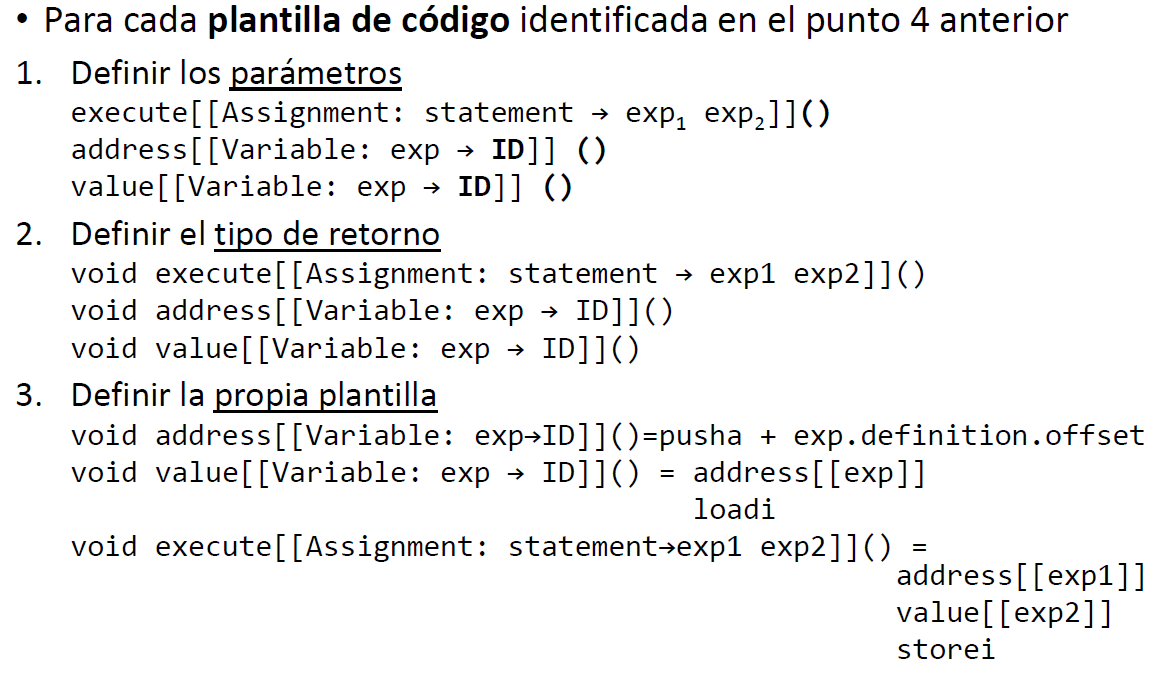 • Para cada plantilla de código identificada en el punto 4 anterior
1. Definir los parámetros
execute[[Assignment: statement → exp₁ exp₂]]()
address[[Variable: exp → ID]] ()
value[[Variable: exp → ID]] ()
2. Definir el tipo de retorno
void execute[[Assignment: statement → exp1 exp2]]()
void address[[Variable: exp → ID]]()
void value[[Variable: exp → ID]]()
3. Definir la propia plantilla
void address[[Variable: exp→ID]]()=pusha + exp.definition.offset
void value[[Variable: exp → ID]]() = address[[exp]]
loadi
void execute[[Assignment: statement→exp1 exp2]]() =
address[[exp1]]
value[[exp2]]
storei